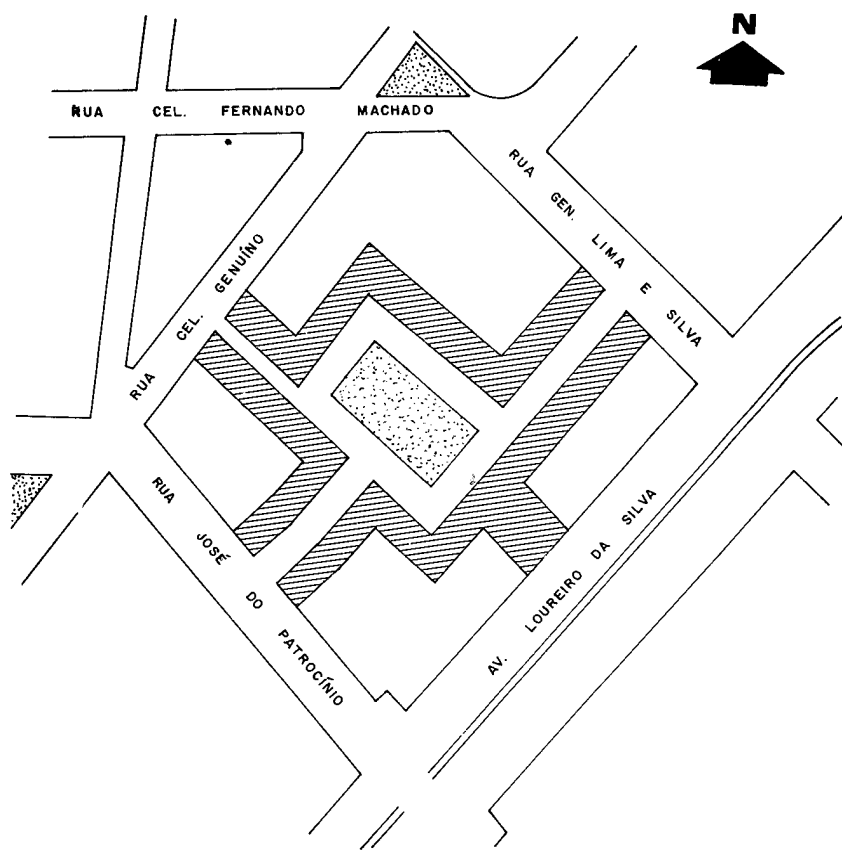 N
RUA CEL. FERNANDO MACHADO
RUA GEN. LIMA E SILVA
RUA CEL. GENUÍNO
RUA JOSÉ DO PATROCÍNIO
AV. LOUREIRO DA SILVA